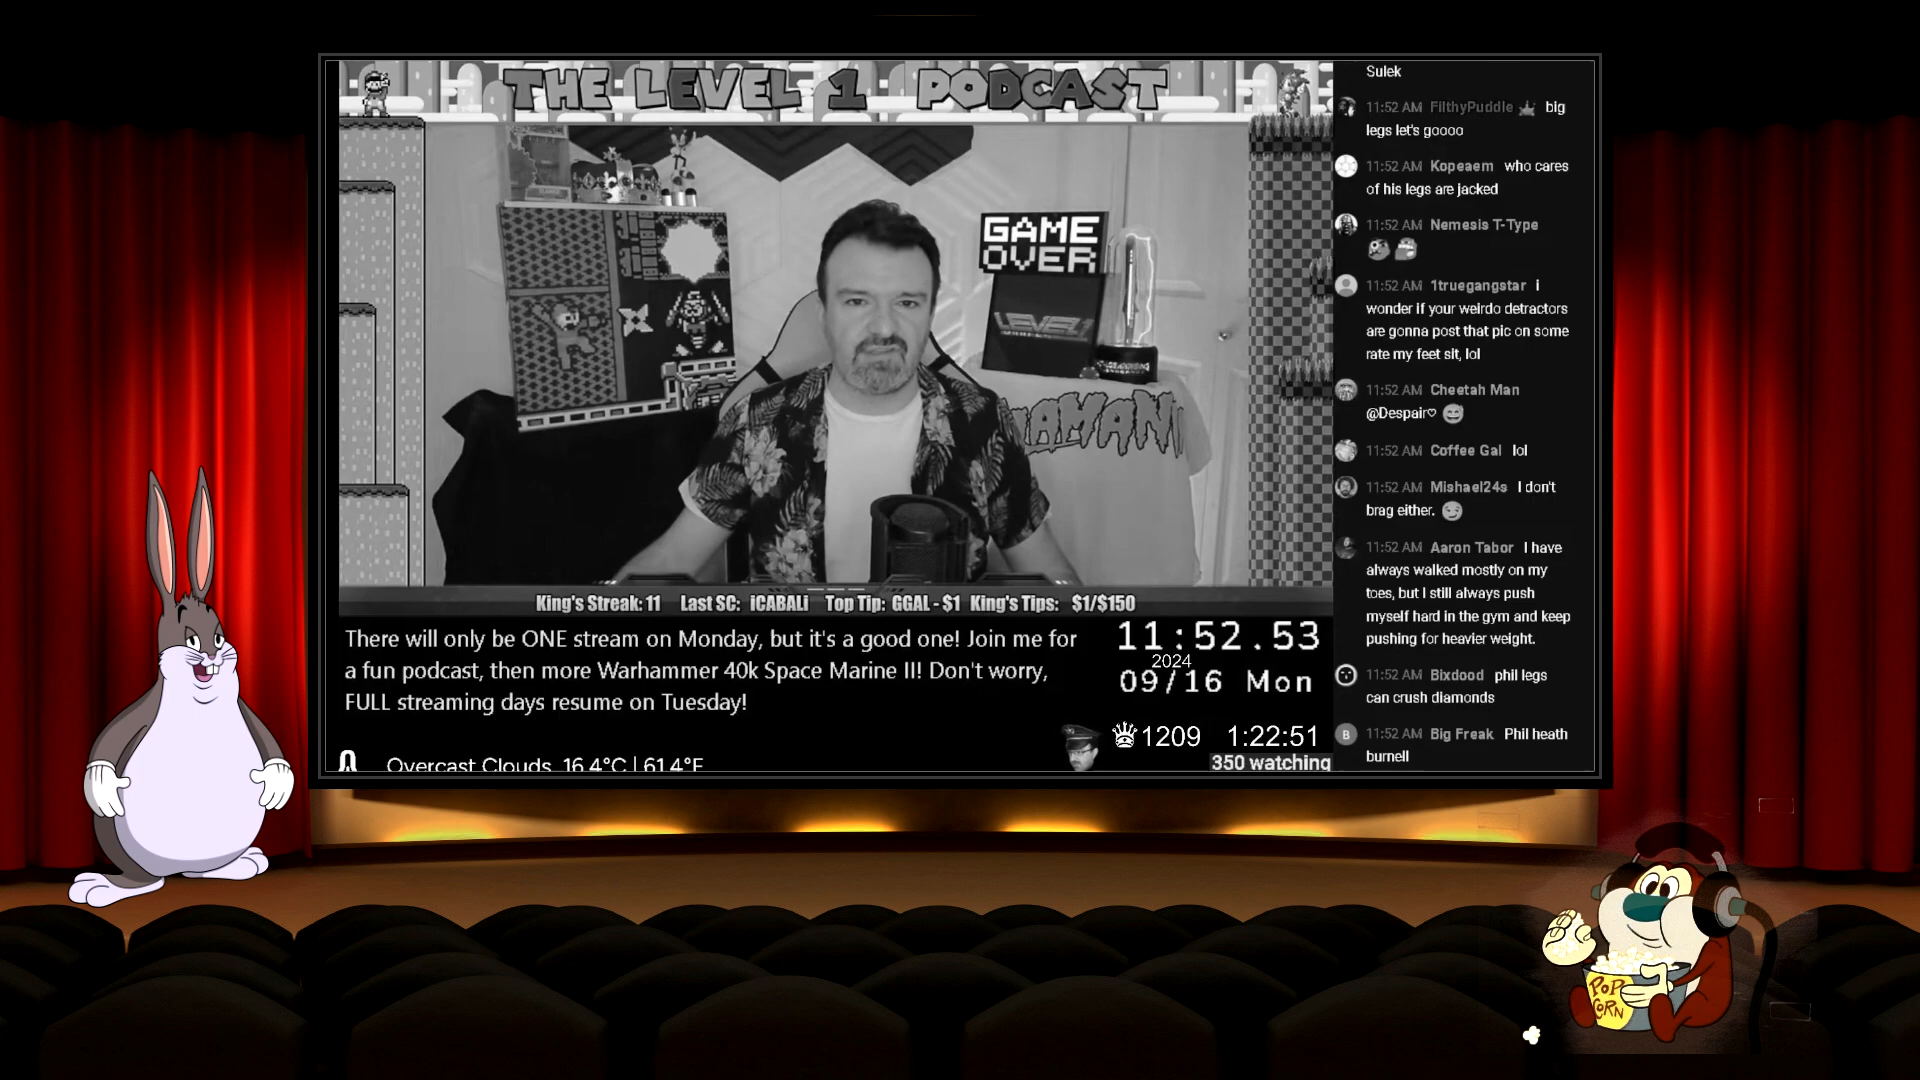 THE LEVEL 1 PODCAST
GAME
OVER
LEVEL 1
King's Streak: 11 Last SC: iCABALi Top Tip: GGAL - $1 King's Tips: $1/$150
There will only be ONE stream on Monday, but it's a good one! Join me for
a fun podcast, then more Warhammer 40k Space Marine II! Don't worry,
FULL streaming days resume on Tuesday!
11:52.53
2024
09/16 Mon
1209 1:22:51
350 watching
Overcast Clouds 16.4°C | 61.4°F
Sulek
11:52 AM FilthyPuddle big
legs let's goooo
11:52 AM Kopeaem who cares
of his legs are jacked
11:52 AM Nemesis T-Type
11:52 AM 1truegangstar i
wonder if your weirdo detractors
are gonna post that pic on some
rate my feet sit, lol
11:52 AM Cheetah Man
@Despair♡
11:52 AM Coffee Gal lol
11:52 AM Mishael24s I don't
brag either.
11:52 AM Aaron Tabor I have
always walked mostly on my
toes, but I still always push
myself hard in the gym and keep
pushing for heavier weight.
11:52 AM Bixdood phil legs
can crush diamonds
B 11:52 AM Big Freak Phil heath
burnell
POP
CORN